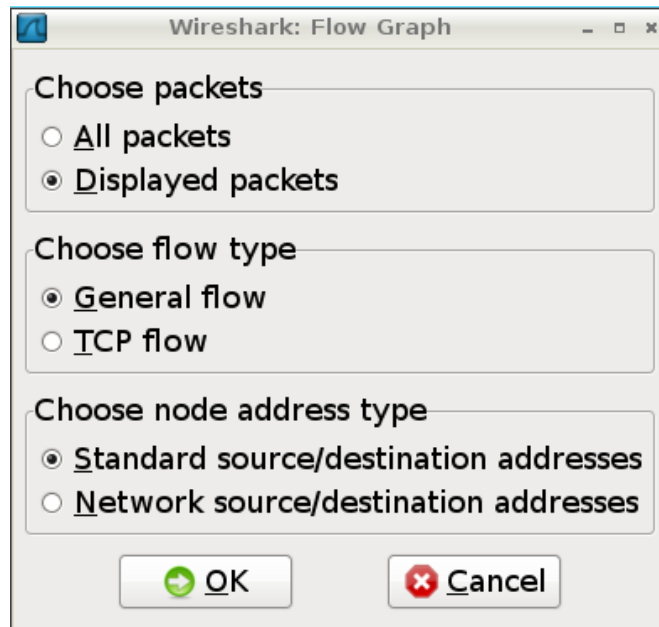 Wireshark: Flow Graph
Choose packets
All packets
Displayed packets
Choose flow type
General flow
TCP flow
Choose node address type
Standard source/destination addresses
Network source/destination addresses
OK
Cancel